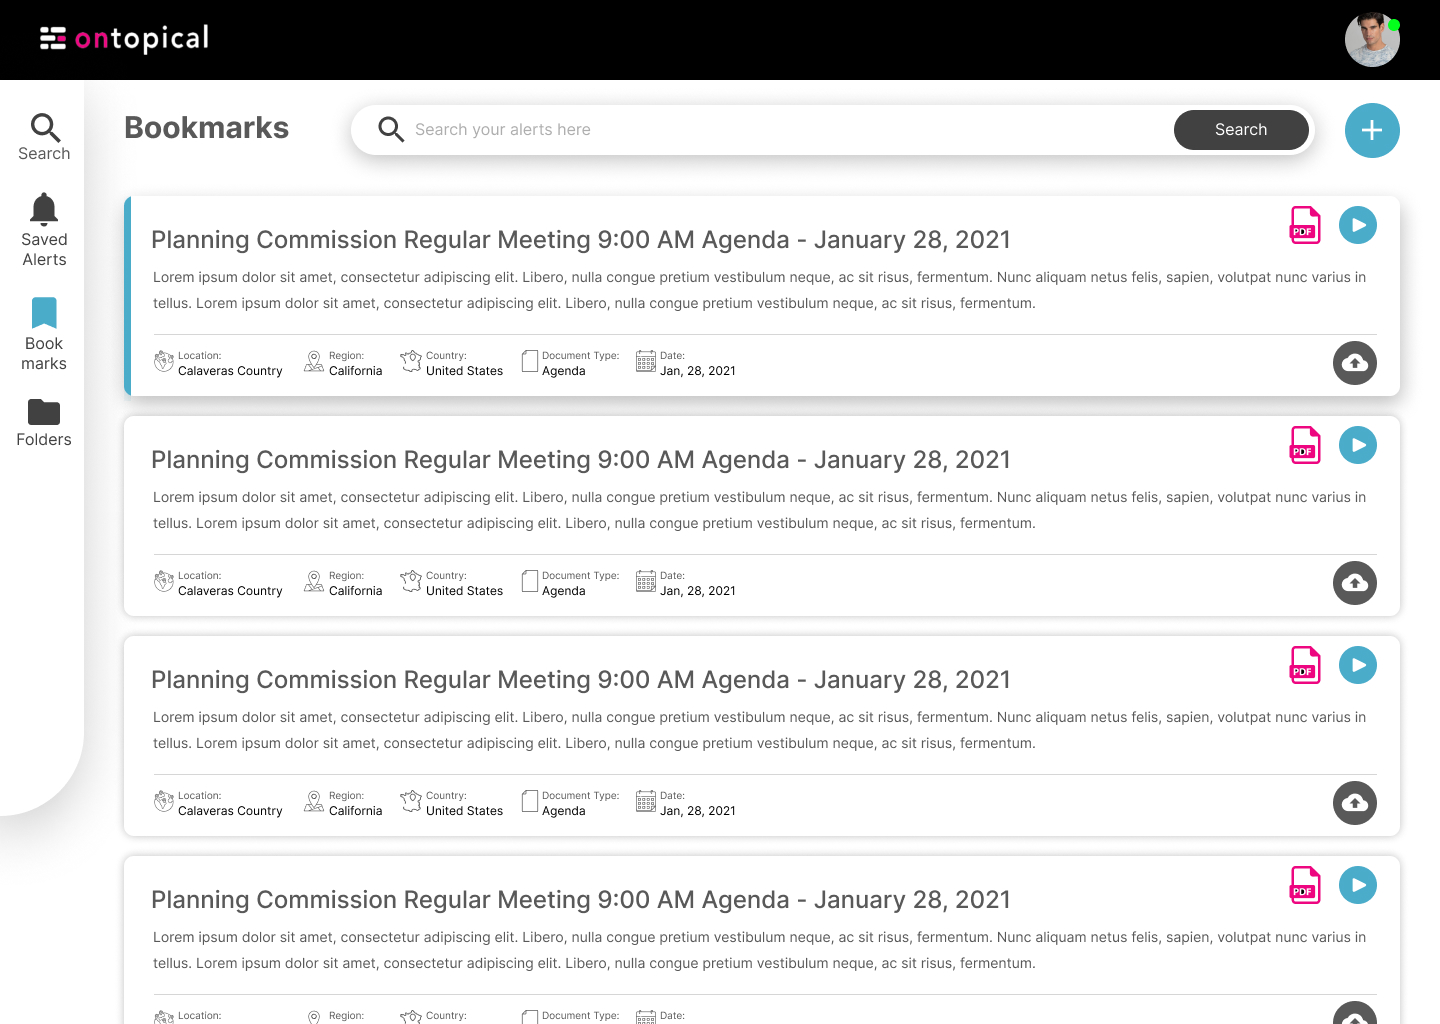 ontopical
Search
Saved
Alerts
Book
marks
Folders
Bookmarks
Search your alerts here
Search
Planning Commission Regular Meeting 9:00 AM Agenda - January 28, 2021
PDF
Lorem ipsum dolor sit amet, consectetur adipiscing elit. Libero, nulla congue pretium vestibulum neque, ac sit risus, fermentum. Nunc aliquam netus felis, sapien, volutpat nunc varius in
tellus. Lorem ipsum dolor sit amet, consectetur adipiscing elit. Libero, nulla congue pretium vestibulum neque, ac sit risus, fermentum.
Location: Region: Country: Document Type: Date:
Calaveras Country California United States Agenda Jan, 28, 2021
Planning Commission Regular Meeting 9:00 AM Agenda - January 28, 2021
PDF
Lorem ipsum dolor sit amet, consectetur adipiscing elit. Libero, nulla congue pretium vestibulum neque, ac sit risus, fermentum. Nunc aliquam netus felis, sapien, volutpat nunc varius in
tellus. Lorem ipsum dolor sit amet, consectetur adipiscing elit. Libero, nulla congue pretium vestibulum neque, ac sit risus, fermentum.
Location: Region: Country: Document Type: Date:
Calaveras Country California United States Agenda Jan, 28, 2021
Planning Commission Regular Meeting 9:00 AM Agenda - January 28, 2021
PDF
Lorem ipsum dolor sit amet, consectetur adipiscing elit. Libero, nulla congue pretium vestibulum neque, ac sit risus, fermentum. Nunc aliquam netus felis, sapien, volutpat nunc varius in
tellus. Lorem ipsum dolor sit amet, consectetur adipiscing elit. Libero, nulla congue pretium vestibulum neque, ac sit risus, fermentum.
Location: Region: Country: Document Type: Date:
Calaveras Country California United States Agenda Jan, 28, 2021
Planning Commission Regular Meeting 9:00 AM Agenda - January 28, 2021
PDF
Lorem ipsum dolor sit amet, consectetur adipiscing elit. Libero, nulla congue pretium vestibulum neque, ac sit risus, fermentum. Nunc aliquam netus felis, sapien, volutpat nunc varius in
tellus. Lorem ipsum dolor sit amet, consectetur adipiscing elit. Libero, nulla congue pretium vestibulum neque, ac sit risus, fermentum.
Location: Region: Country: Document Type: Date: